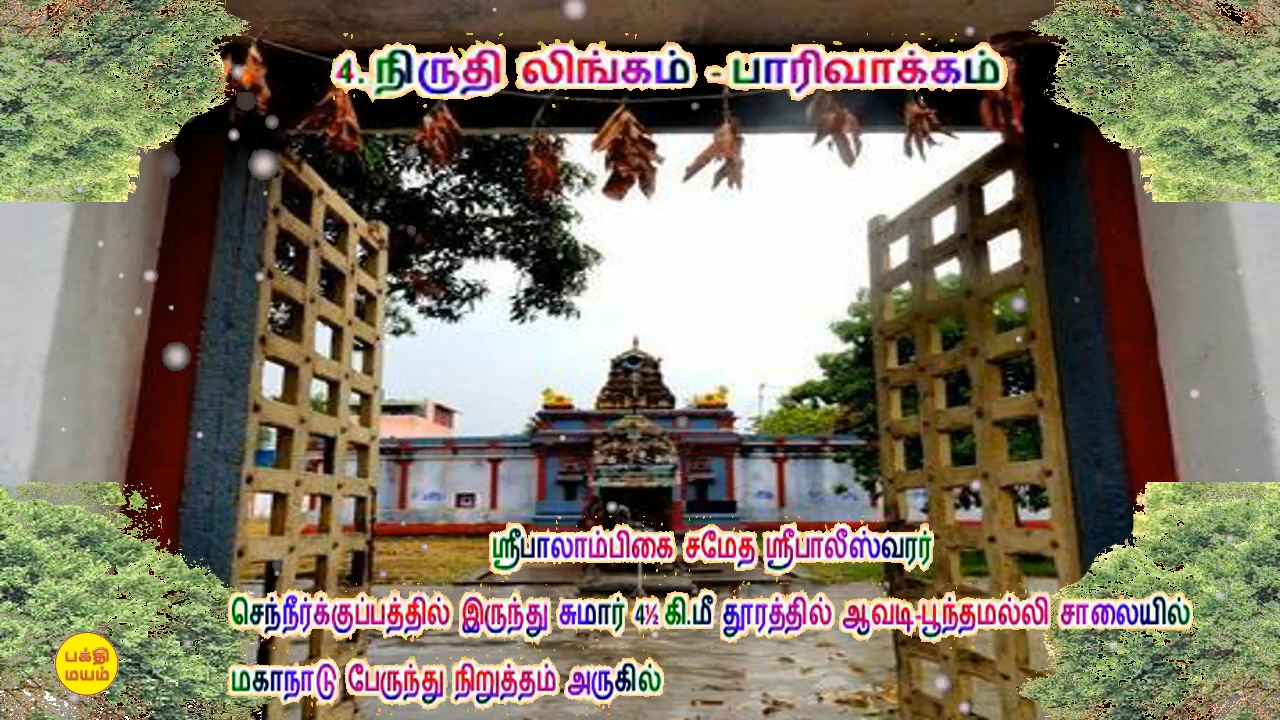 4. நிருதி லிங்கம் - பாரிவாக்கம்
ஸ்ரீபாலாம்பிகை சமேத ஸ்ரீபாலீஸ்வரர்
செந்நீர்க்குப்பத்தில் இருந்து சுமார் 4½ கி.மீ தூரத்தில் ஆவடி-பூந்தமல்லி சாலையில்
மகாநாடு பேருந்து நிறுத்தம் அருகில்
பக்தி
மயம்